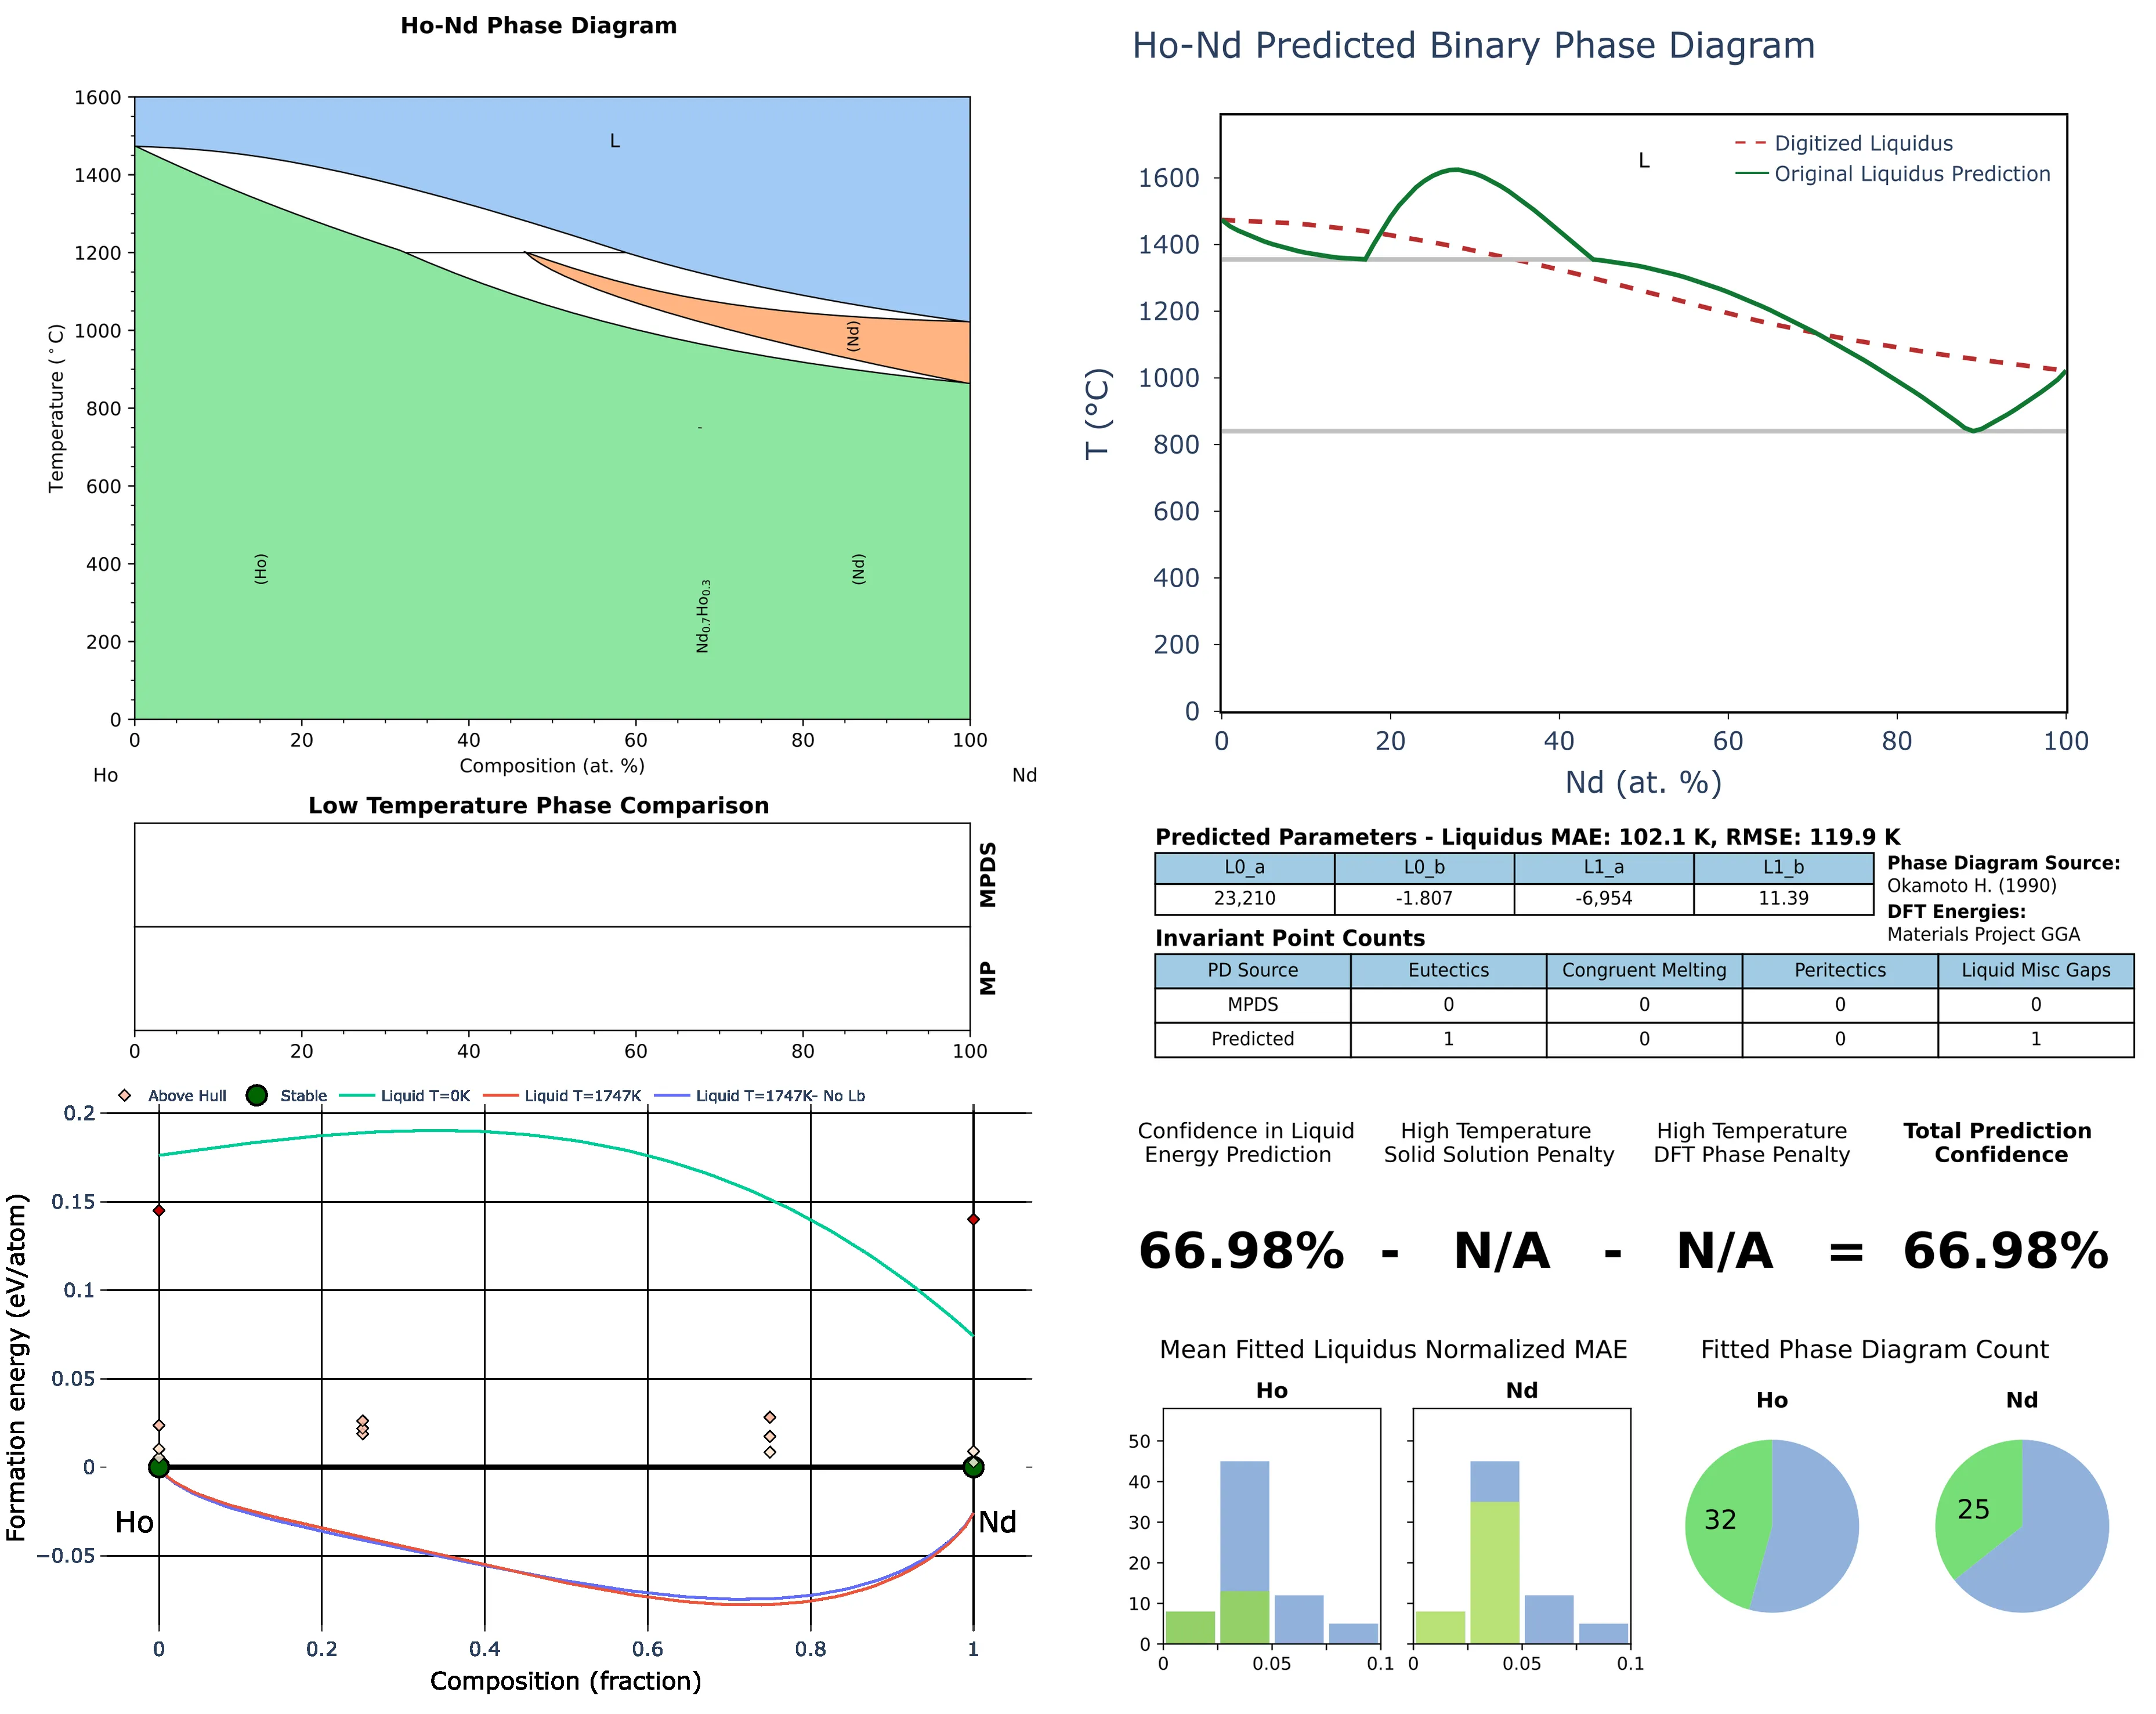 Ho-Nd Phase Diagram
1600
1400
1200
1000
800
600
400
200
0
Temperature (°C)
L
(Nd)
-
(Ho)
(Nd)
Nd0.7Ho0.3
0 20 40 60 80 100
Composition (at. %)
Ho Nd
Low Temperature Phase Comparison
MPDS
MP
0 20 40 60 80 100
Above Hull Stable Liquid T=0K Liquid T=1747K Liquid T=1747K- No Lb
0.2
0.15
0.1
0.05
0
−0.05
Formation energy (eV/atom)
Ho Nd
0 0.2 0.4 0.6 0.8 1
Composition (fraction)
Ho-Nd Predicted Binary Phase Diagram
Digitized Liquidus
Original Liquidus Prediction
L
1600
1400
1200
1000
800
600
400
200
0
T (°C)
0 20 40 60 80 100
Nd (at. %)
Predicted Parameters - Liquidus MAE: 102.1 K, RMSE: 119.9 K
L0_a L0_b L1_a L1_b
23,210 -1.807 -6,954 11.39
Phase Diagram Source:
Okamoto H. (1990)
DFT Energies:
Materials Project GGA
Invariant Point Counts
PD Source Eutectics Congruent Melting Peritectics Liquid Misc Gaps
MPDS 0 0 0 0
Predicted 1 0 0 1
Confidence in Liquid
Energy Prediction
High Temperature
Solid Solution Penalty
High Temperature
DFT Phase Penalty
Total Prediction
Confidence
66.98% - N/A - N/A = 66.98%
Mean Fitted Liquidus Normalized MAE
Ho Nd
50
40
30
20
10
0
0 0.05 0.1 0 0.05 0.1
Fitted Phase Diagram Count
Ho Nd
32 25